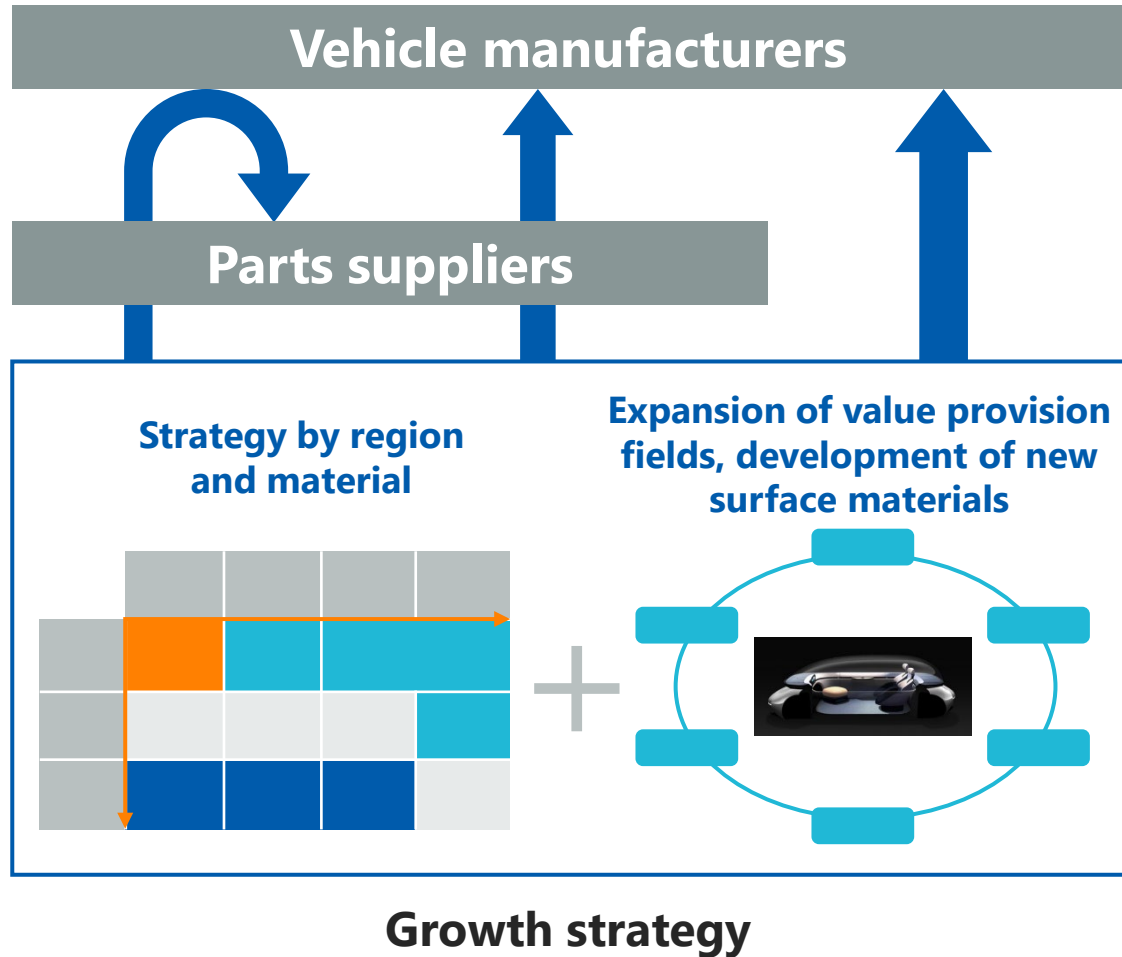 Vehicle manufacturers
Parts suppliers
Strategy by region
and material
Expansion of value provision
fields, development of new
surface materials
Growth strategy